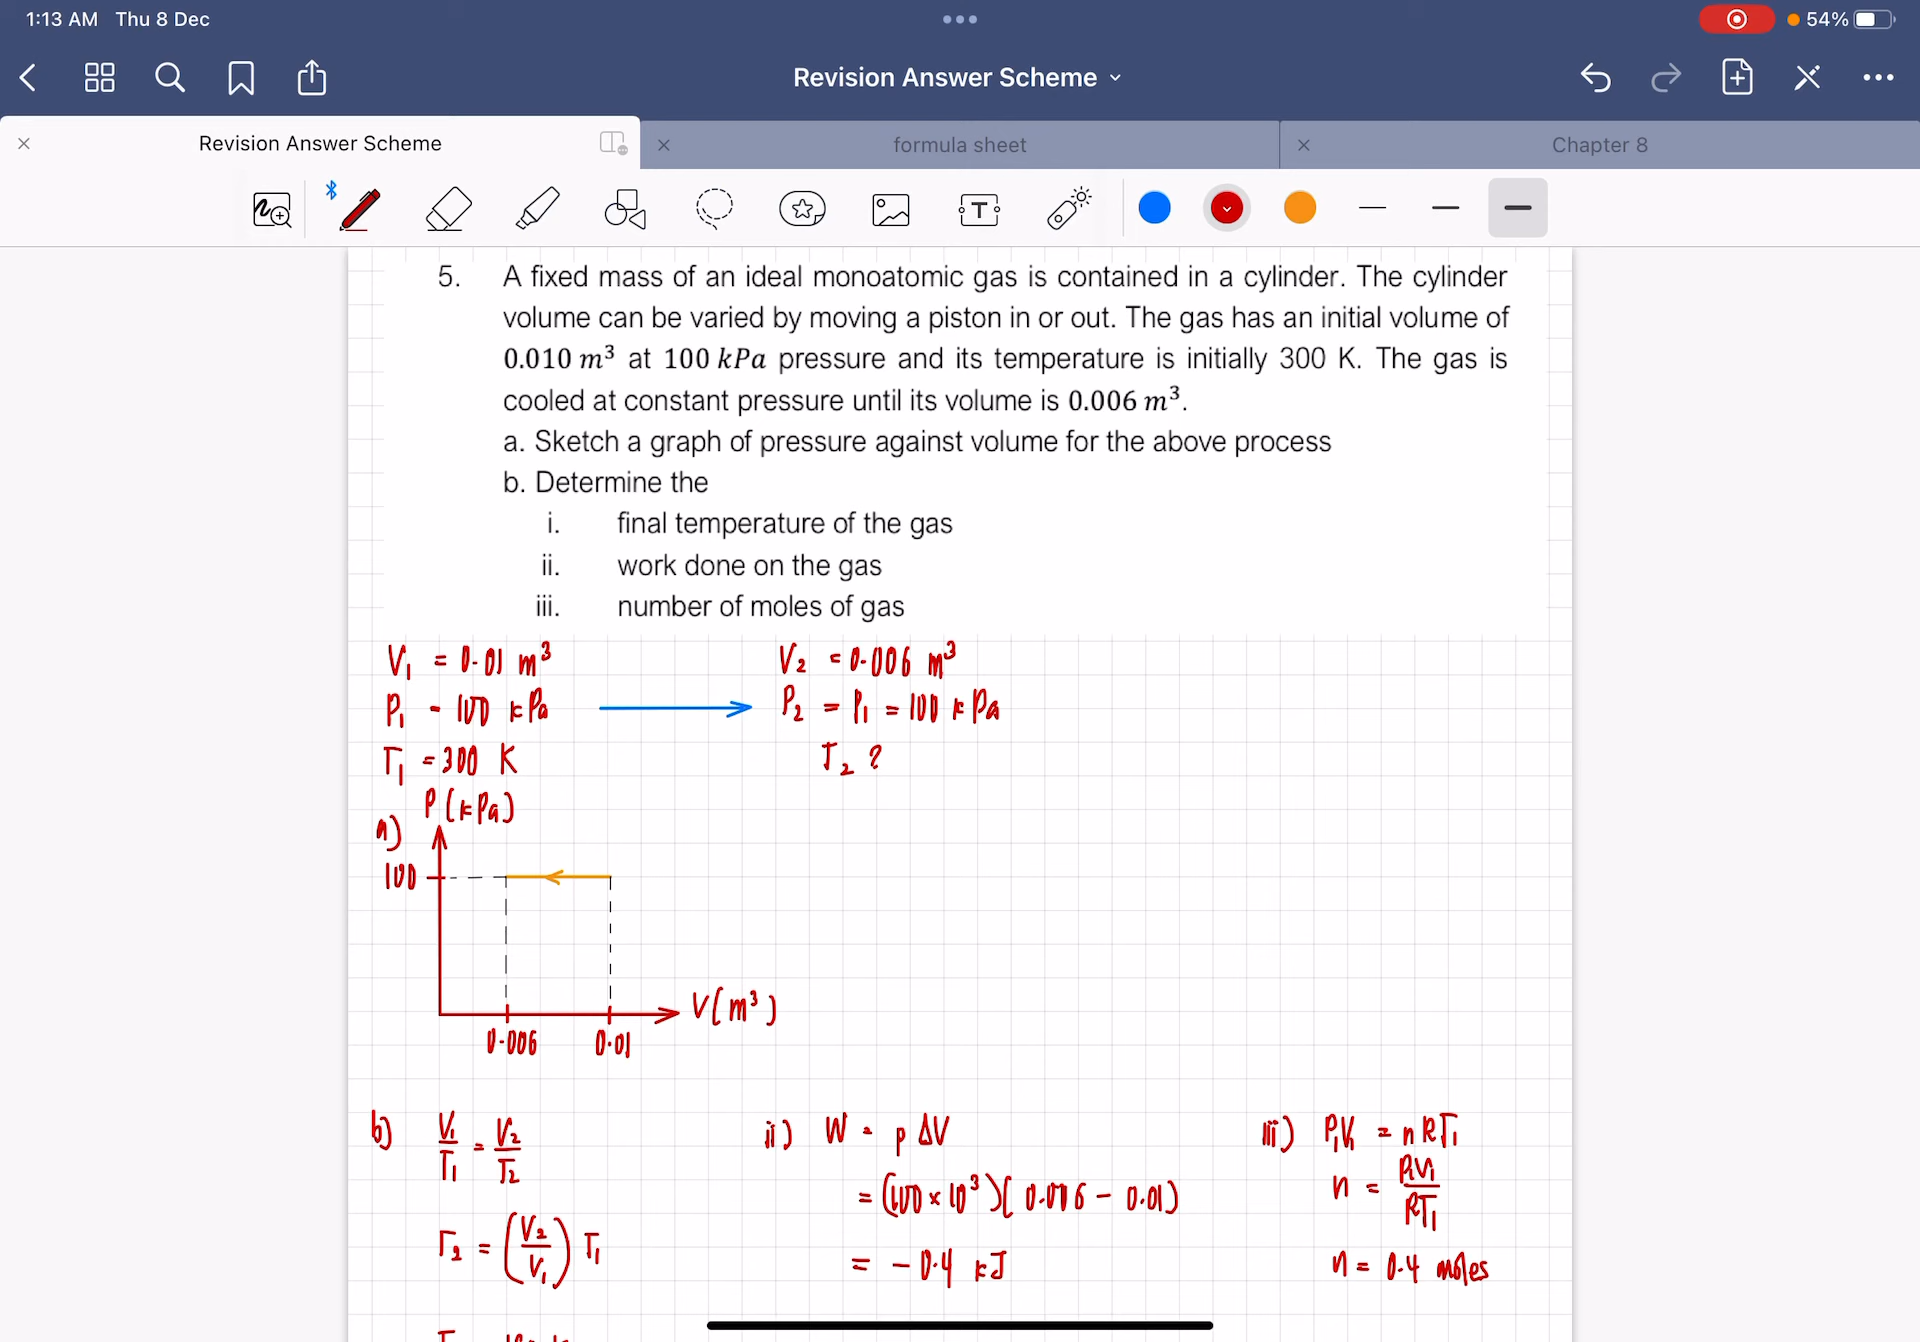 1:13 AM Thu 8 Dec
54%
Revision Answer Scheme
Revision Answer Scheme
formula sheet
Chapter 8
5. A fixed mass of an ideal monoatomic gas is contained in a cylinder. The cylinder
volume can be varied by moving a piston in or out. The gas has an initial volume of
0.010 m³ at 100 kPa pressure and its temperature is initially 300 K. The gas is
cooled at constant pressure until its volume is 0.006 m³.
a. Sketch a graph of pressure against volume for the above process
b. Determine the
i. final temperature of the gas
ii. work done on the gas
iii. number of moles of gas
V₁ = 0.01 m³
P₁ = 100 kPa
T₁ = 300 K
V₂ = 0.006 m³
P₂ = P₁ = 100 kPa
T₂ ?
a)
P (kPa)
100
0.006
0.01
V (m³)
b) V₁/T₁ = V₂/T₂
T₂ = (V₂/V₁) T₁
ii) W = p ΔV
= (100 × 10³)(0.006 − 0.01)
= −0.4 kJ
iii) P₁V₁ = nRT₁
n = P₁V₁/RT₁
n = 0.4 moles